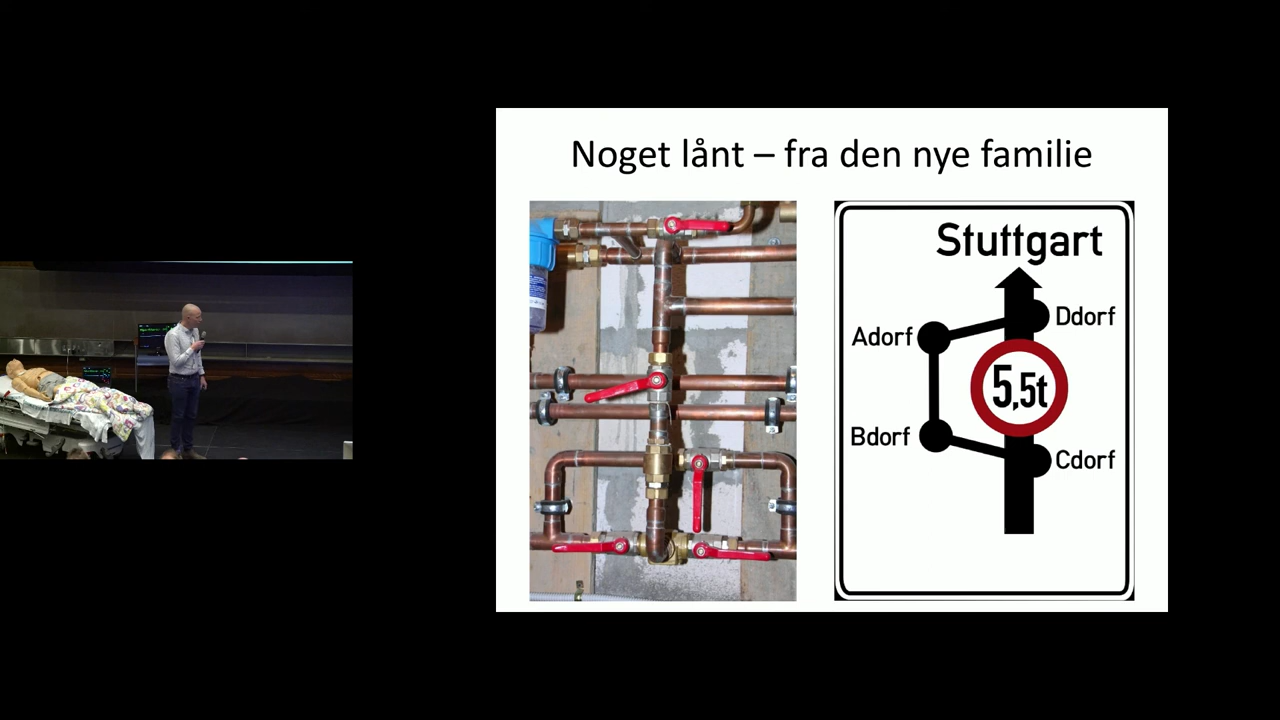 Noget lånt – fra den nye familie
Stuttgart
Ddorf
Adorf
5,5t
Bdorf
Cdorf